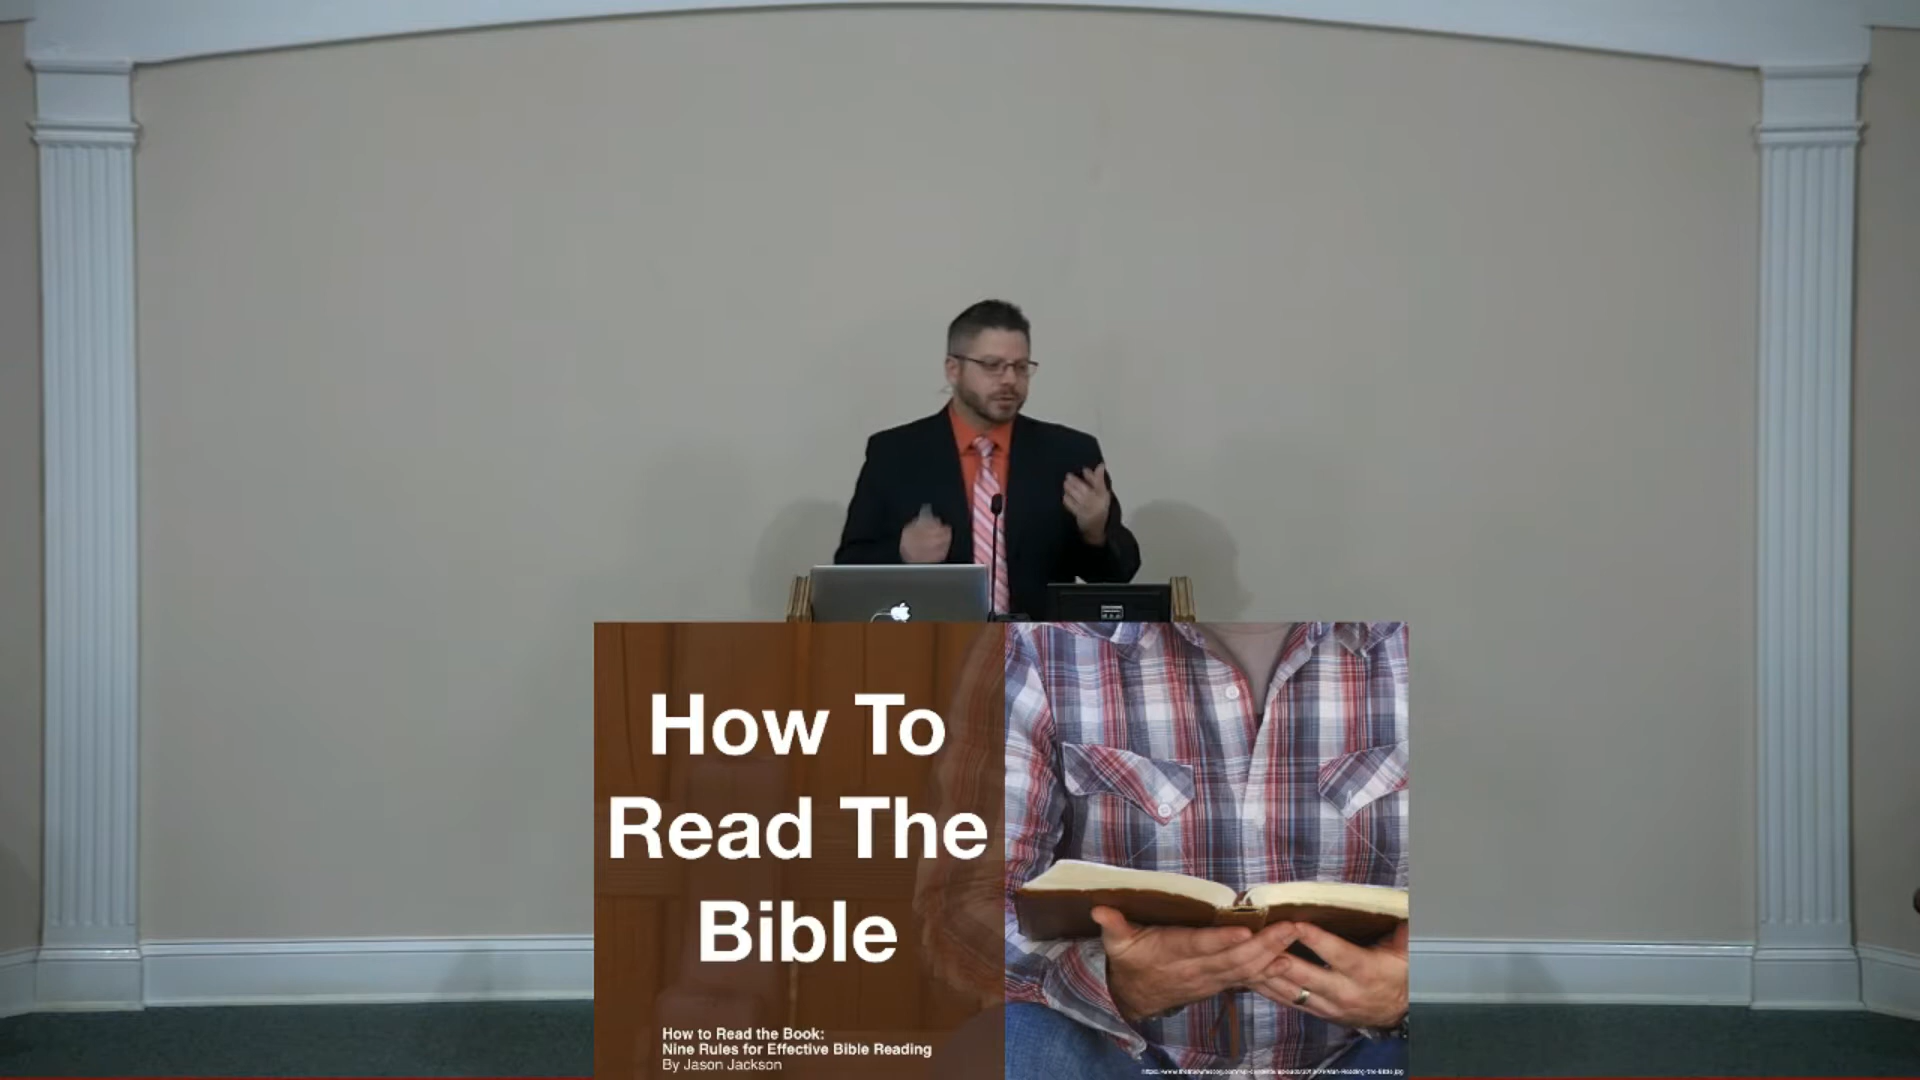 How To
Read The
Bible
How to Read the Book:
Nine Rules for Effective Bible Reading
By Jason Jackson